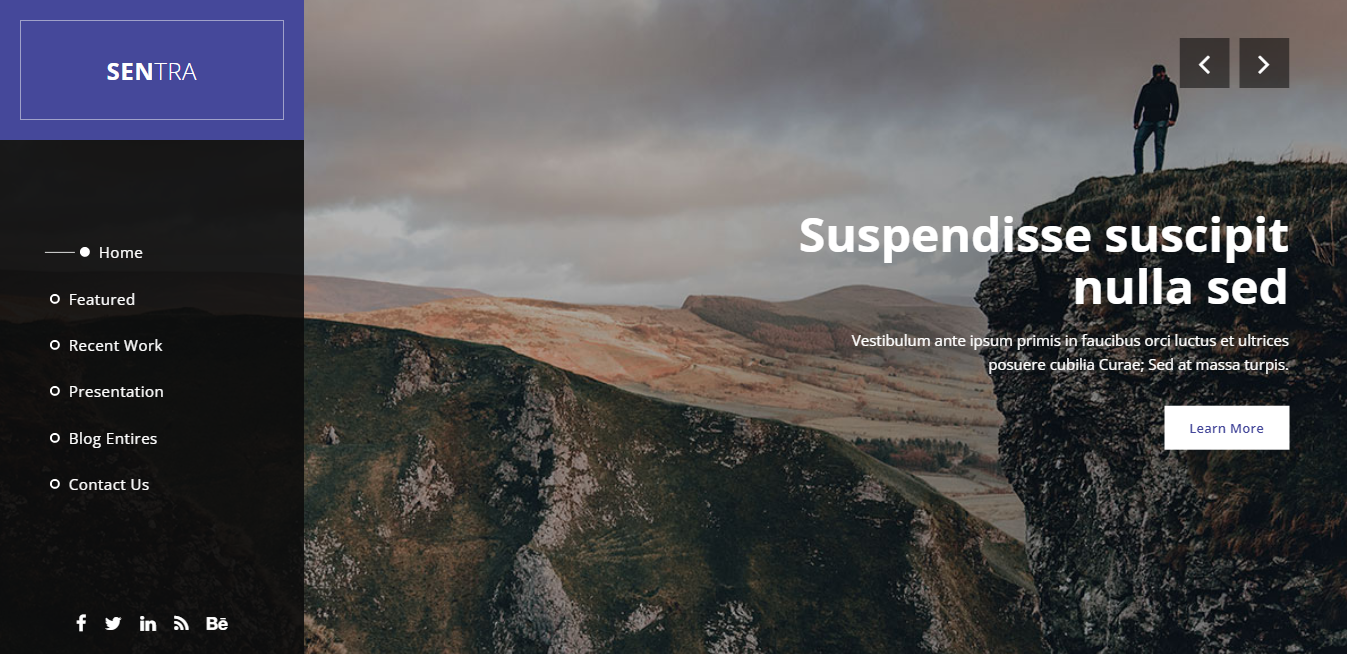 SENTRA
Home
Featured
Recent Work
Presentation
Blog Entires
Contact Us
Bē
Suspendisse suscipit
nulla sed
Vestibulum ante ipsum primis in faucibus orci luctus et ultrices
posuere cubilia Curae; Sed at massa turpis.
Learn More